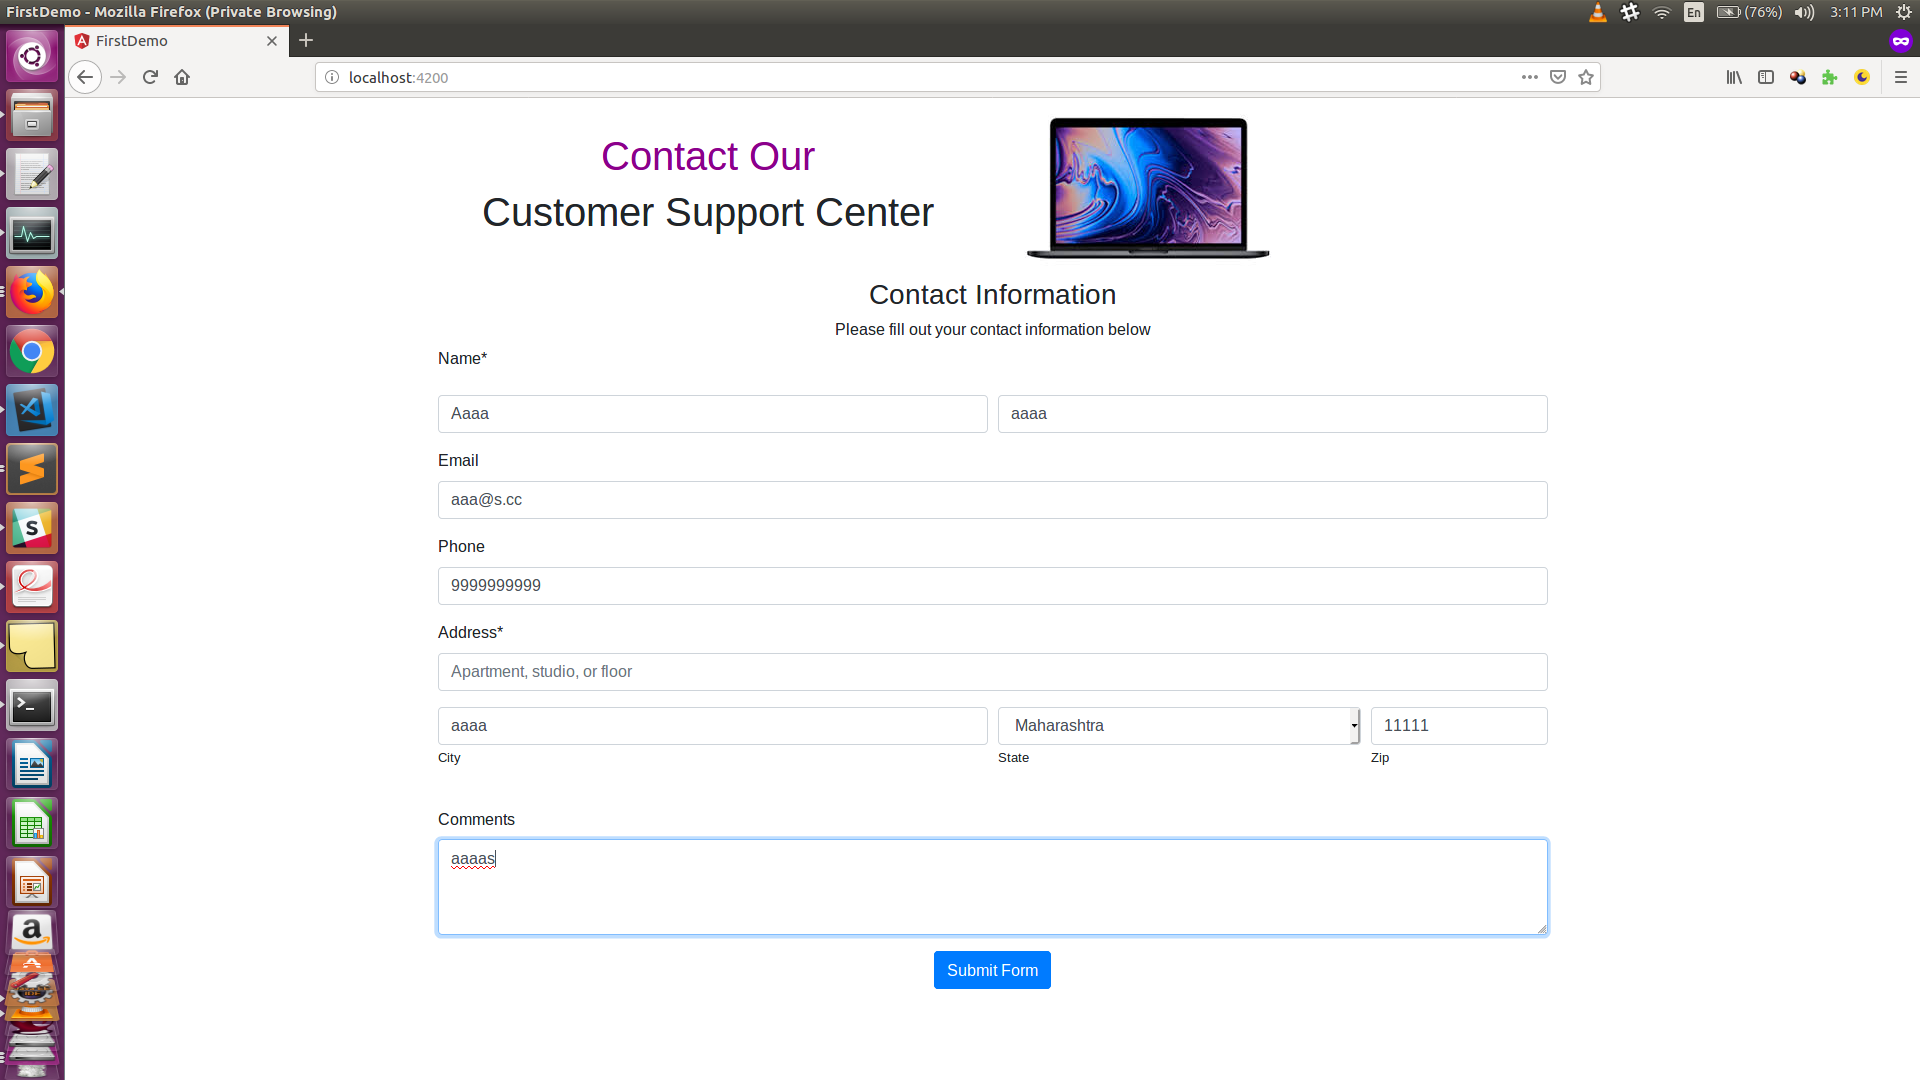 FirstDemo - Mozilla Firefox (Private Browsing)
En
(76%)
3:11 PM
FirstDemo
localhost:4200
Contact Our
Customer Support Center
Contact Information
Please fill out your contact information below
Name*
Aaaa
aaaa
Email
aaa@s.cc
Phone
9999999999
Address*
Apartment, studio, or floor
aaaa
Maharashtra
11111
City
State
Zip
Comments
aaaas
Submit Form